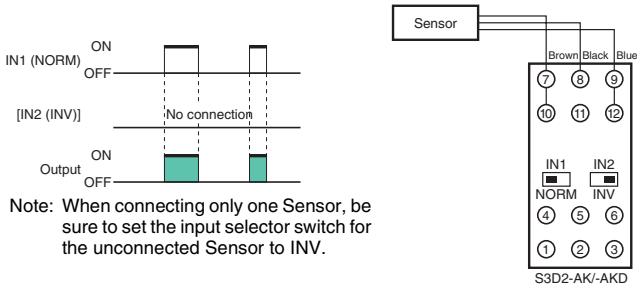 ON
IN1 (NORM)
OFF
[IN2 (INV)]
No connection
ON
Output
OFF
Note: When connecting only one Sensor, be
sure to set the input selector switch for
the unconnected Sensor to INV.
Sensor
Brown Black Blue
7 8 9
10 11 12
IN1 IN2
NORM INV
4 5 6
1 2 3
S3D2-AK/-AKD